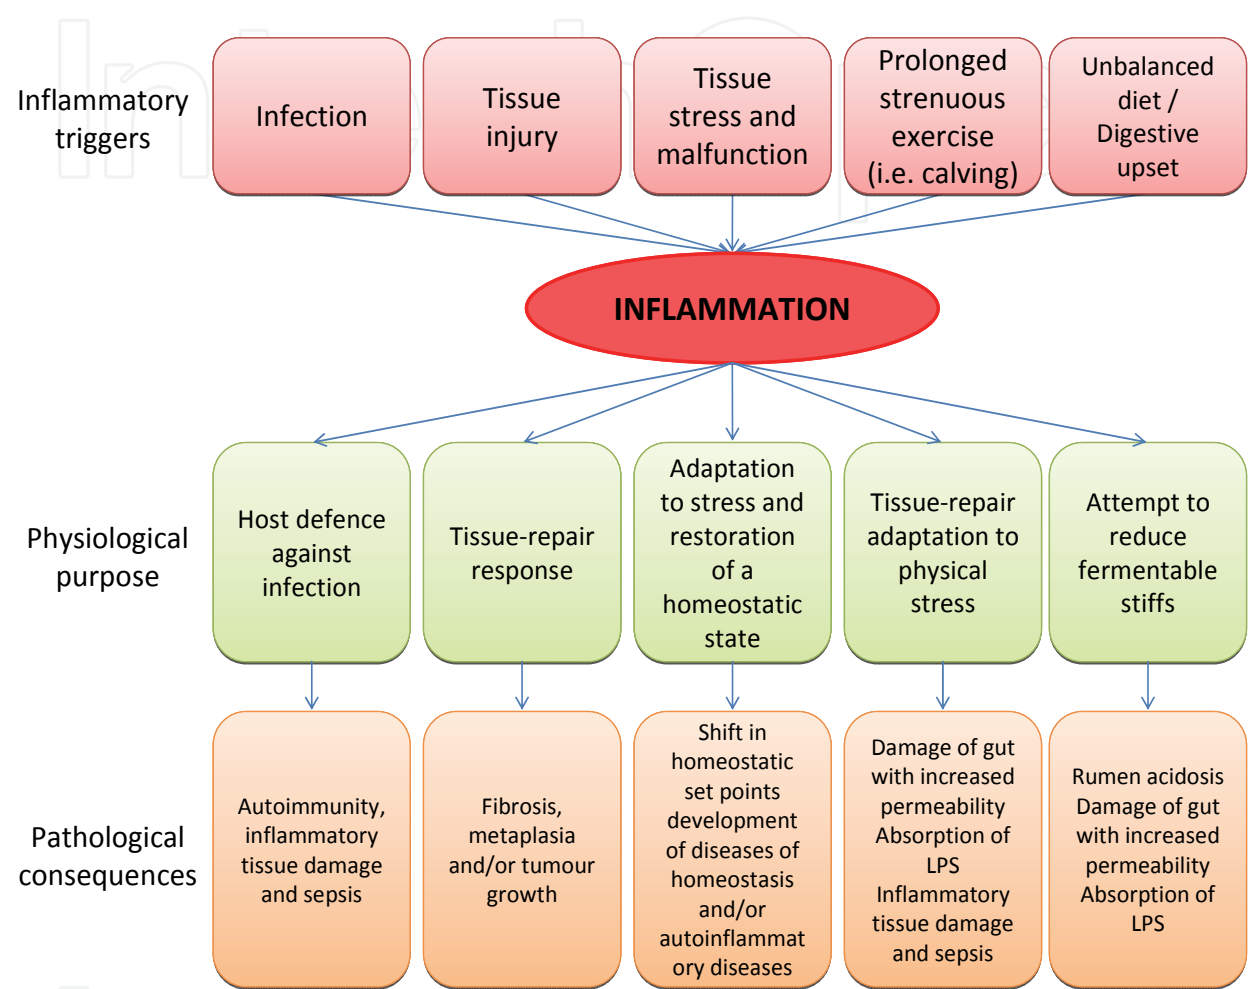 Inflammatory
triggers
Infection
Tissue
injury
Tissue
stress and
malfunction
Prolonged
strenuous
exercise
(i.e. calving)
Unbalanced
diet /
Digestive
upset
INFLAMMATION
Physiological
purpose
Host defence
against
infection
Tissue-repair
response
Adaptation
to stress and
restoration
of a
homeostatic
state
Tissue-repair
adaptation to
physical
stress
Attempt to
reduce
fermentable
stiffs
Pathological
consequences
Autoimmunity,
inflammatory
tissue damage
and sepsis
Fibrosis,
metaplasia
and/or tumour
growth
Shift in
homeostatic
set points
development
of diseases of
homeostasis
and/or
autoinflammat
ory diseases
Damage of gut
with increased
permeability
Absorption of
LPS
Inflammatory
tissue damage
and sepsis
Rumen acidosis
Damage of gut
with increased
permeability
Absorption of
LPS